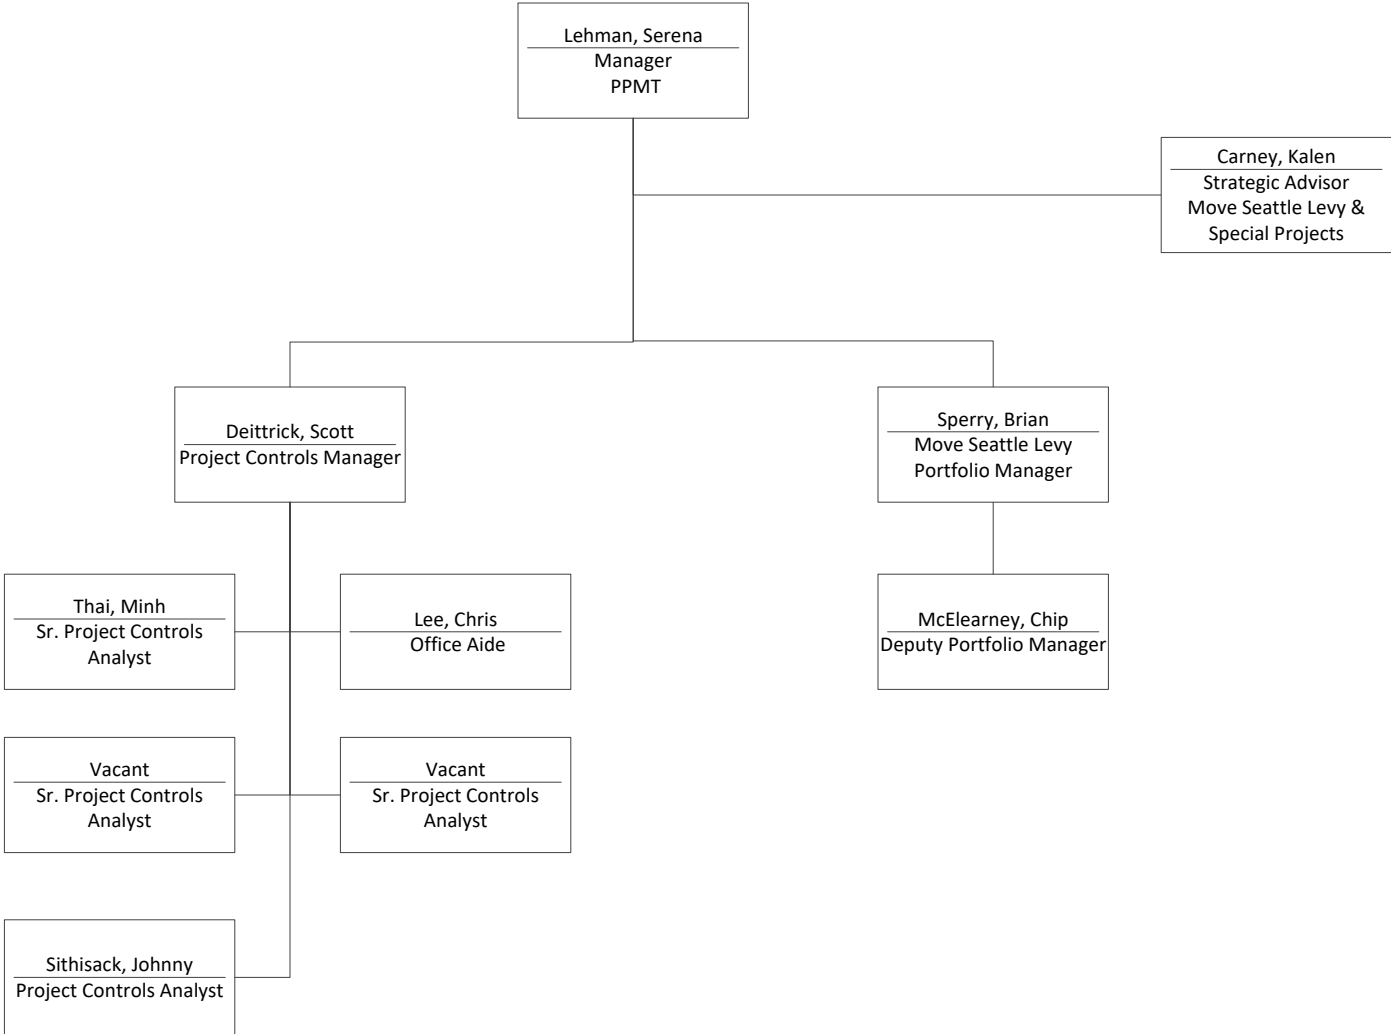 Lehman, Serena
Manager
PPMT
Carney, Kalen
Strategic Advisor
Move Seattle Levy &
Special Projects
Deittrick, Scott
Project Controls Manager
Sperry, Brian
Move Seattle Levy
Portfolio Manager
Thai, Minh
Sr. Project Controls
Analyst
Lee, Chris
Office Aide
McElearney, Chip
Deputy Portfolio Manager
Vacant
Sr. Project Controls
Analyst
Vacant
Sr. Project Controls
Analyst
Sithisack, Johnny
Project Controls Analyst